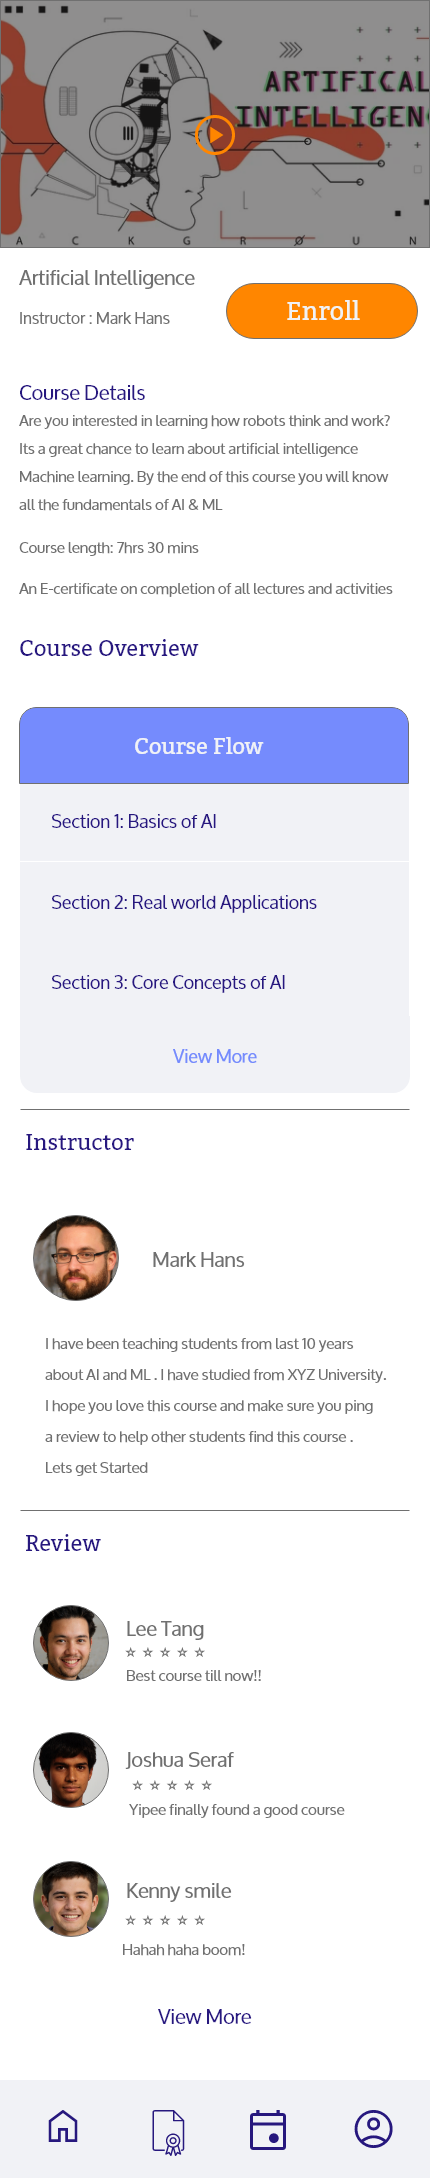 ARTIFICAL
INTELLIGEN
A C K G R O U N
Artificial Intelligence
Instructor : Mark Hans
Enroll
Course Details
Are you interested in learning how robots think and work?
Its a great chance to learn about artificial intelligence
Machine learning. By the end of this course you will know
all the fundamentals of AI & ML
Course length: 7hrs 30 mins
An E-certificate on completion of all lectures and activities
Course Overview
Course Flow
Section 1: Basics of AI
Section 2: Real world Applications
Section 3: Core Concepts of AI
View More
Instructor
Mark Hans
I have been teaching students from last 10 years
about AI and ML . I have studied from XYZ University.
I hope you love this course and make sure you ping
a review to help other students find this course .
Lets get Started
Review
Lee Tang
Best course till now!!
Joshua Seraf
Yipee finally found a good course
Kenny smile
Hahah haha boom!
View More